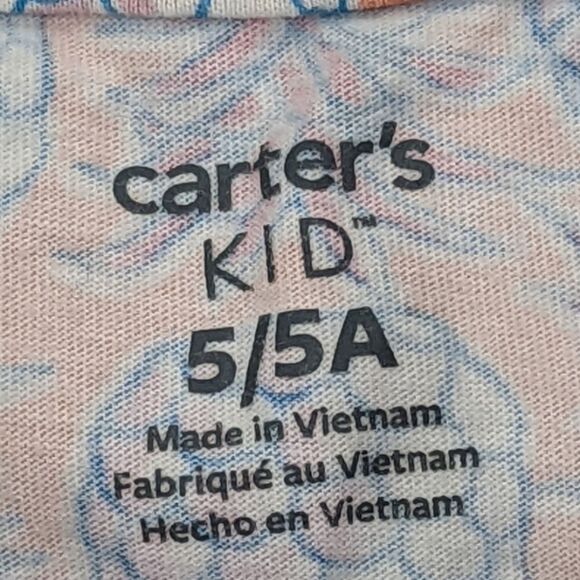 carter's
KID™
5/5A
Made in Vietnam
Fabriqué au Vietnam
Hecho en Vietnam